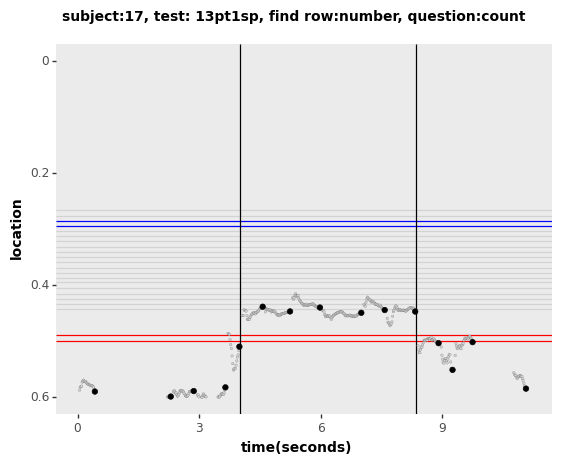 subject:17, test: 13pt1sp, find row:number, question:count
0
0.2
0.4
0.6
location
0 3 6 9
time(seconds)